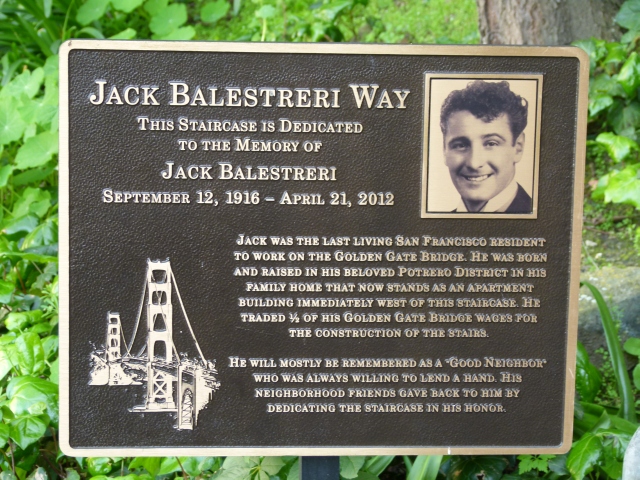 JACK BALESTRERI WAY
THIS STAIRCASE IS DEDICATED
TO THE MEMORY OF
JACK BALESTRERI
SEPTEMBER 12, 1916 – APRIL 21, 2012
JACK WAS THE LAST LIVING SAN FRANCISCO RESIDENT
TO WORK ON THE GOLDEN GATE BRIDGE. HE WAS BORN
AND RAISED IN HIS BELOVED POTRERO DISTRICT IN HIS
FAMILY HOME THAT NOW STANDS AS AN APARTMENT
BUILDING IMMEDIATELY WEST OF THIS STAIRCASE. HE
TRADED ½ OF HIS GOLDEN GATE BRIDGE WAGES FOR
THE CONSTRUCTION OF THE STAIRS.
HE WILL MOSTLY BE REMEMBERED AS A "GOOD NEIGHBOR"
WHO WAS ALWAYS WILLING TO LEND A HAND. HIS
NEIGHBORHOOD FRIENDS GAVE BACK TO HIM BY
DEDICATING THE STAIRCASE IN HIS HONOR.